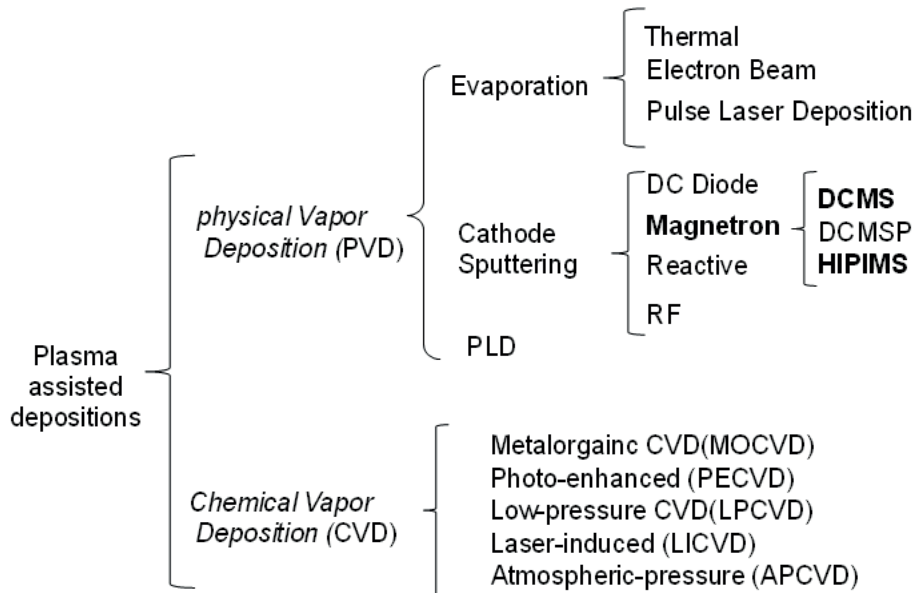 Plasma
assisted
depositions
physical Vapor
Deposition (PVD)
Evaporation
Thermal
Electron Beam
Pulse Laser Deposition
Cathode
Sputtering
DC Diode
Magnetron
Reactive
RF
DCMS
DCMSP
HIPIMS
PLD
Chemical Vapor
Deposition (CVD)
Metalorgainc CVD(MOCVD)
Photo-enhanced (PECVD)
Low-pressure CVD(LPCVD)
Laser-induced (LICVD)
Atmospheric-pressure (APCVD)